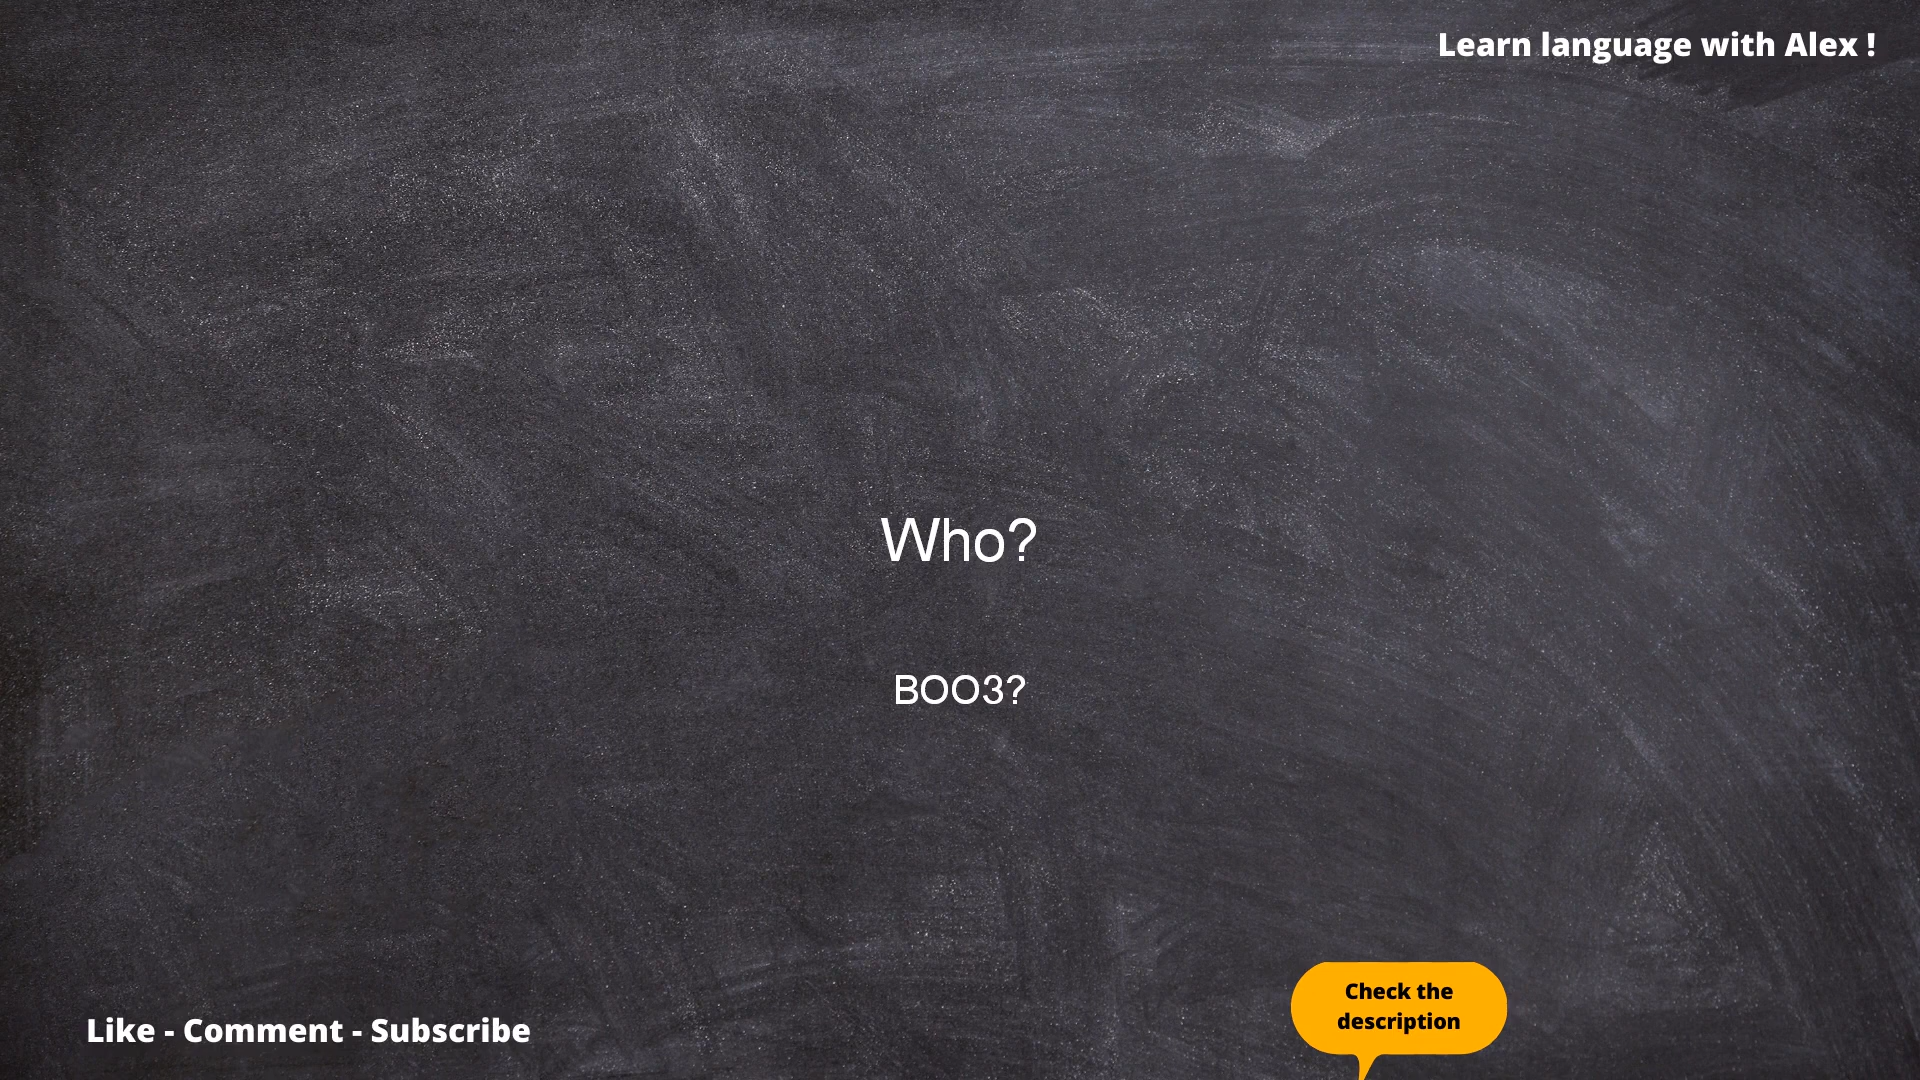 Learn language with Alex !
Who?
BOO3?
Check the
description
Like - Comment - Subscribe